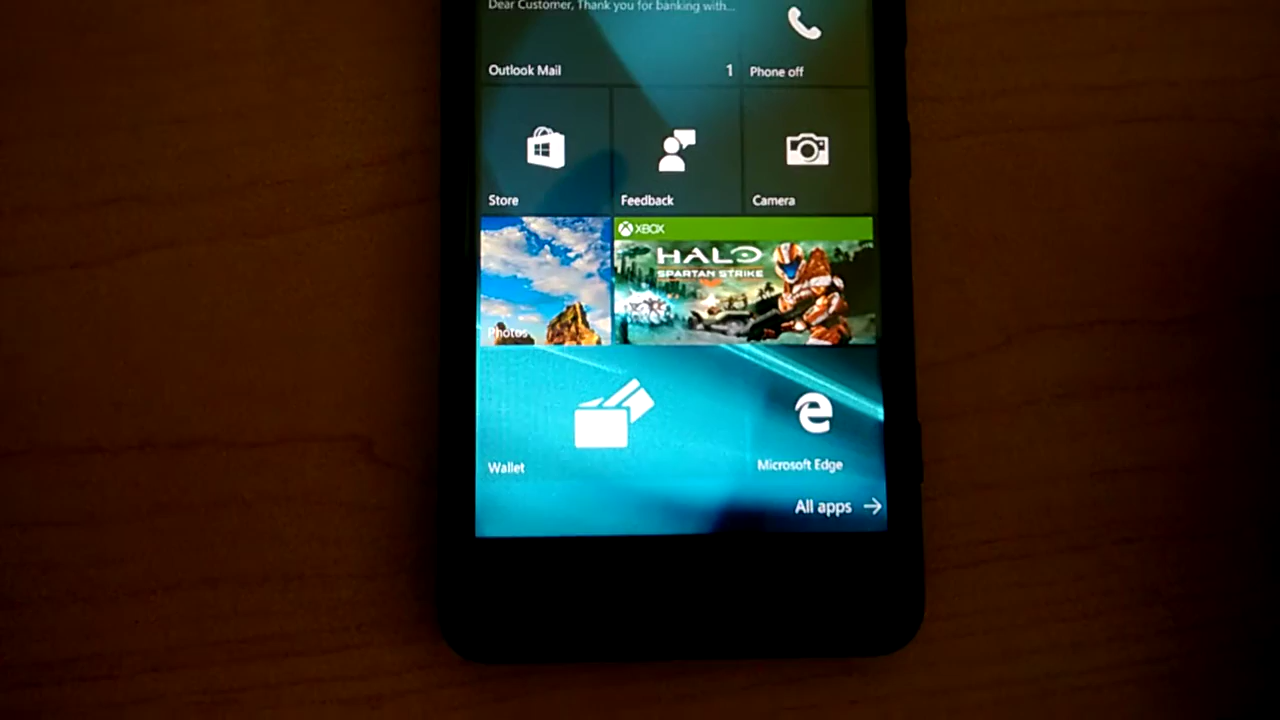 Dear Customer, Thank you for banking with...
Outlook Mail 1 Phone off
Store Feedback Camera
XBOX
HALO
SPARTAN STRIKE
Photos
Wallet Microsoft Edge
All apps